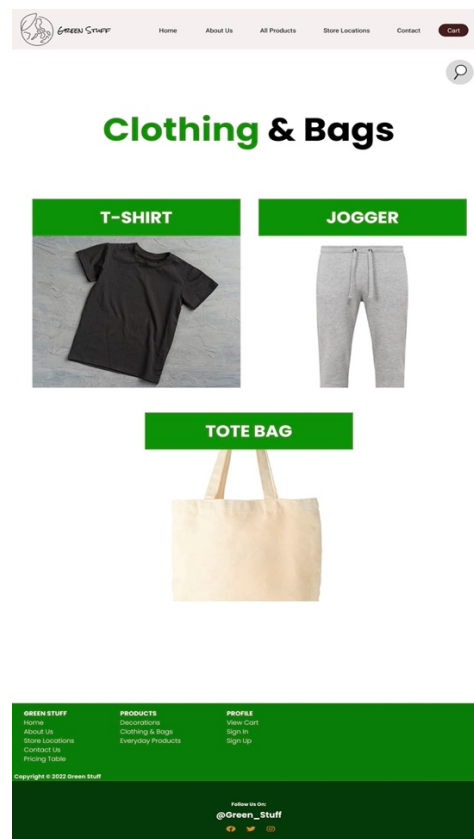 GREEN STUFF
Home About Us All Products Store Locations Contact Cart
Clothing & Bags
T-SHIRT JOGGER
TOTE BAG
GREEN STUFF
Home
About Us
Store Locations
Contact Us
Pricing Table
PRODUCTS
Decorations
Clothing & Bags
Everyday Products
PROFILE
View Cart
Sign In
Sign Up
Copyright © 2022 Green Stuff
Follow Us On:
@Green_Stuff